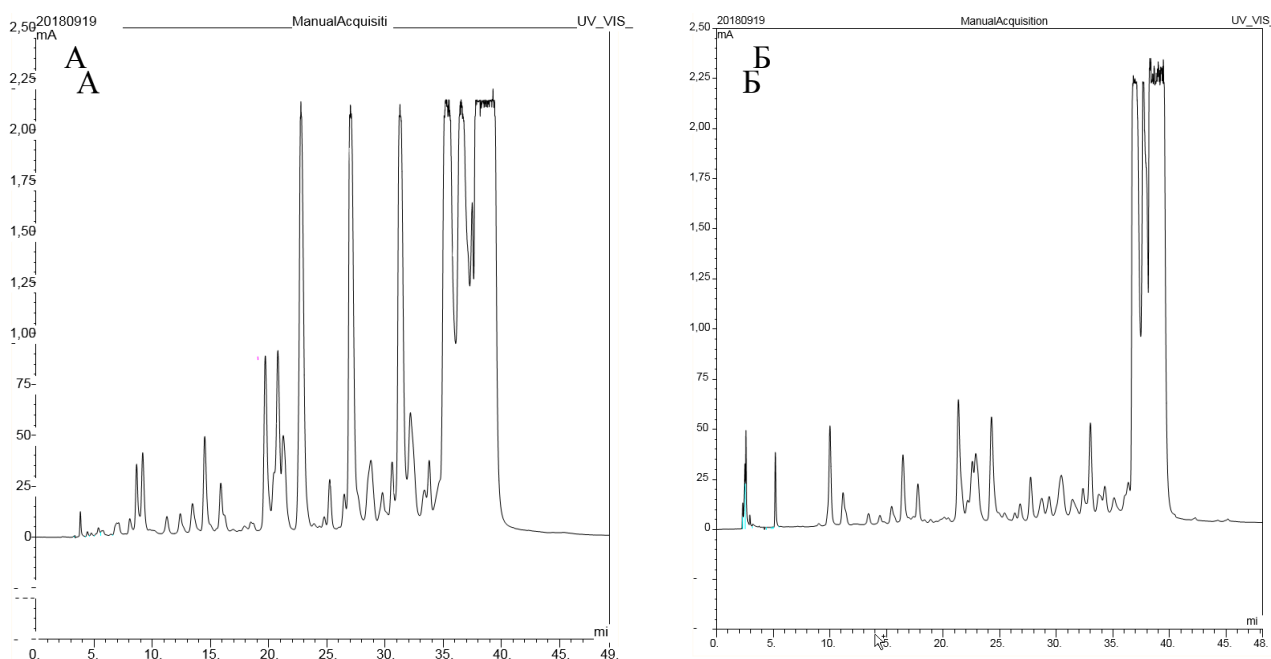 20180919 ManualAcquisiti UV_VIS_
2,50
mA
А
А
2,25
2,00
1,75
1,50
1,25
1,00
75
50
25
0
mi
0. 5. 10. 15. 20. 25. 30. 35. 40. 45. 49.
20180919 ManualAcquisition UV_VIS_
2,50
mA
Б
Б
2,25
2,00
1,75
1,50
1,25
1,00
75
50
25
0
mi
0. 5. 10. 15. 20. 25. 30. 35. 40. 45. 48.